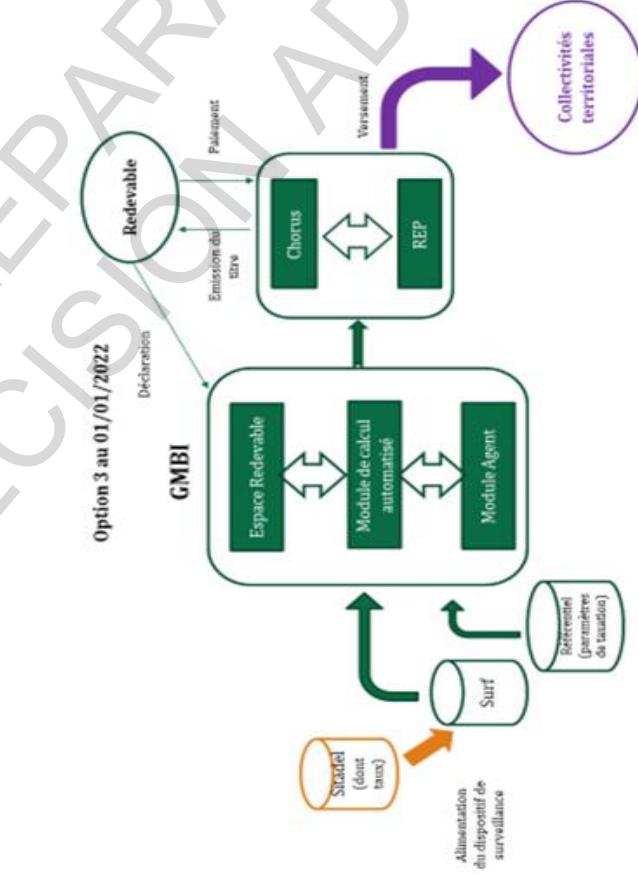 Option 3 au 01/01/2022
Redevable
Déclaration
Emission du
titre
Paiement
GMBI
Espace Redevable
Module de calcul
automatisé
Module Agent
Chorus
REP
Versement
Collectivités
territoriales
Sitadel
(dont
taux)
Surf
Référentiel
(paramètres
de taxation)
Alimentation
du dispositif de
surveillance